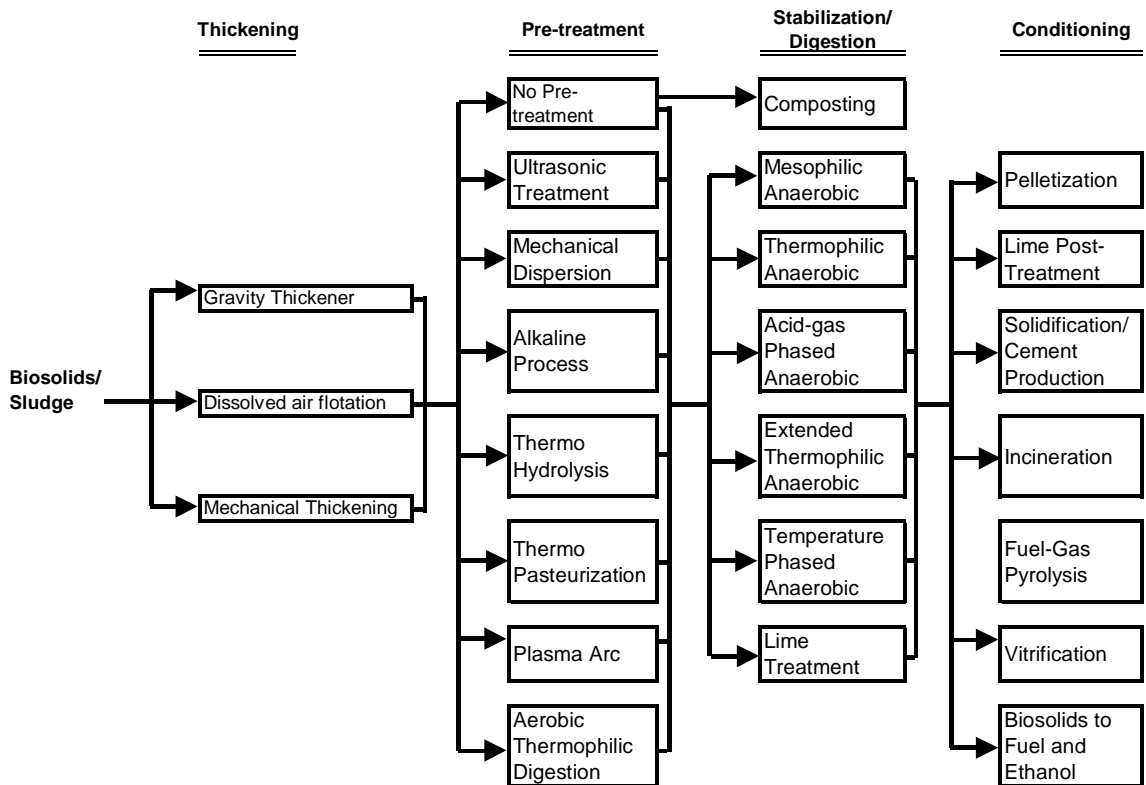 Thickening
Pre-treatment
Stabilization/
Digestion
Conditioning
Biosolids/
Sludge
Gravity Thickener
Dissolved air flotation
Mechanical Thickening
No Pre-
treatment
Ultrasonic
Treatment
Mechanical
Dispersion
Alkaline
Process
Thermo
Hydrolysis
Thermo
Pasteurization
Plasma Arc
Aerobic
Thermophilic
Digestion
Composting
Mesophilic
Anaerobic
Thermophilic
Anaerobic
Acid-gas
Phased
Anaerobic
Extended
Thermophilic
Anaerobic
Temperature
Phased
Anaerobic
Lime
Treatment
Pelletization
Lime Post-
Treatment
Solidification/
Cement
Production
Incineration
Fuel-Gas
Pyrolysis
Vitrification
Biosolids to
Fuel and
Ethanol